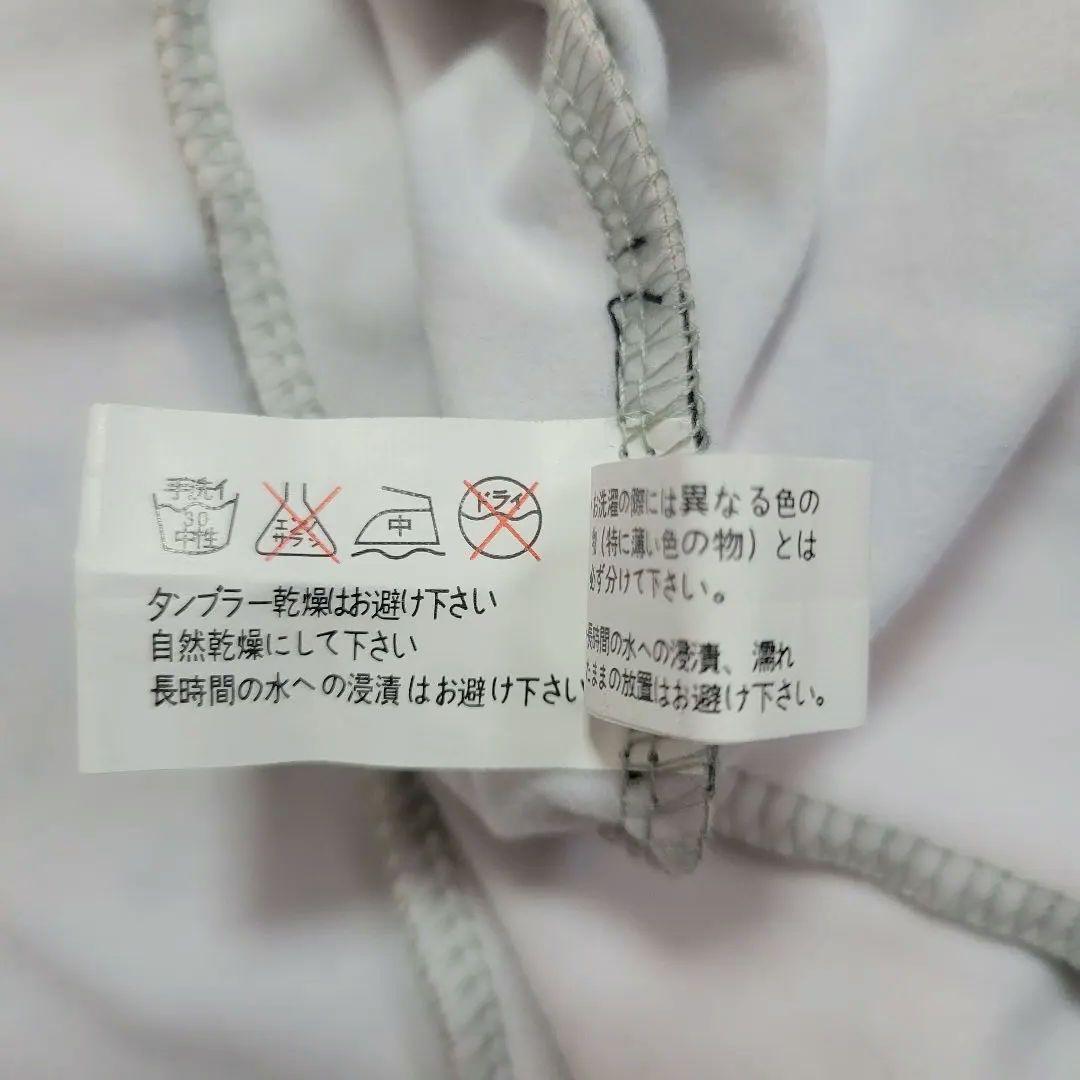 手洗イ
30
中性
エンソ
サラシ
中
ドライ
タンブラー乾燥はお避け下さい
自然乾燥にして下さい
長時間の水への浸漬はお避け下さい
お洗濯の際には異なる色の
物(特に薄い色の物)とは
必ず分けて下さい。
長時間の水への浸漬、濡れ
たままの放置はお避け下さい。